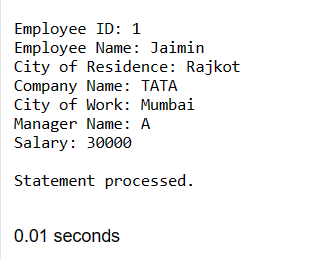 Employee ID: 1
Employee Name: Jaimin
City of Residence: Rajkot
Company Name: TATA
City of Work: Mumbai
Manager Name: A
Salary: 30000
Statement processed.
0.01 seconds